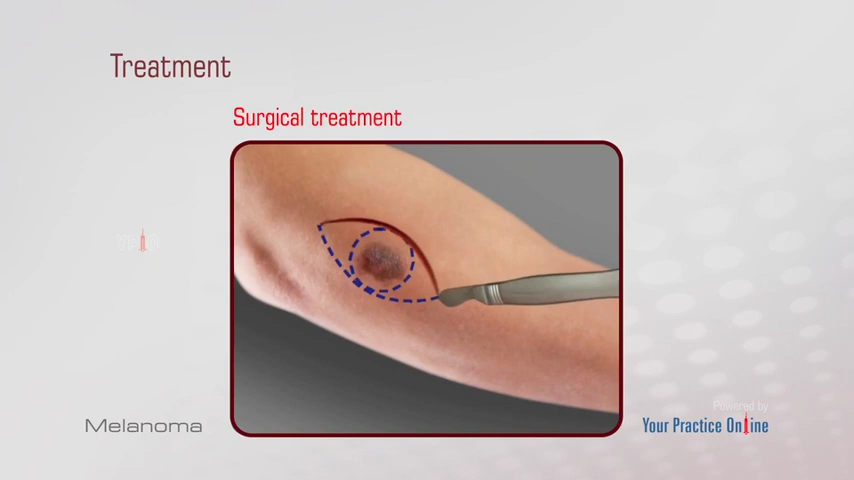 Treatment
Surgical treatment
Melanoma
Powered by
Your Practice Online